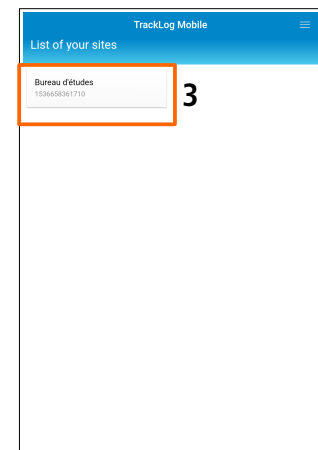 TrackLog Mobile
List of your sites
Bureau d'études
1536658361710
3